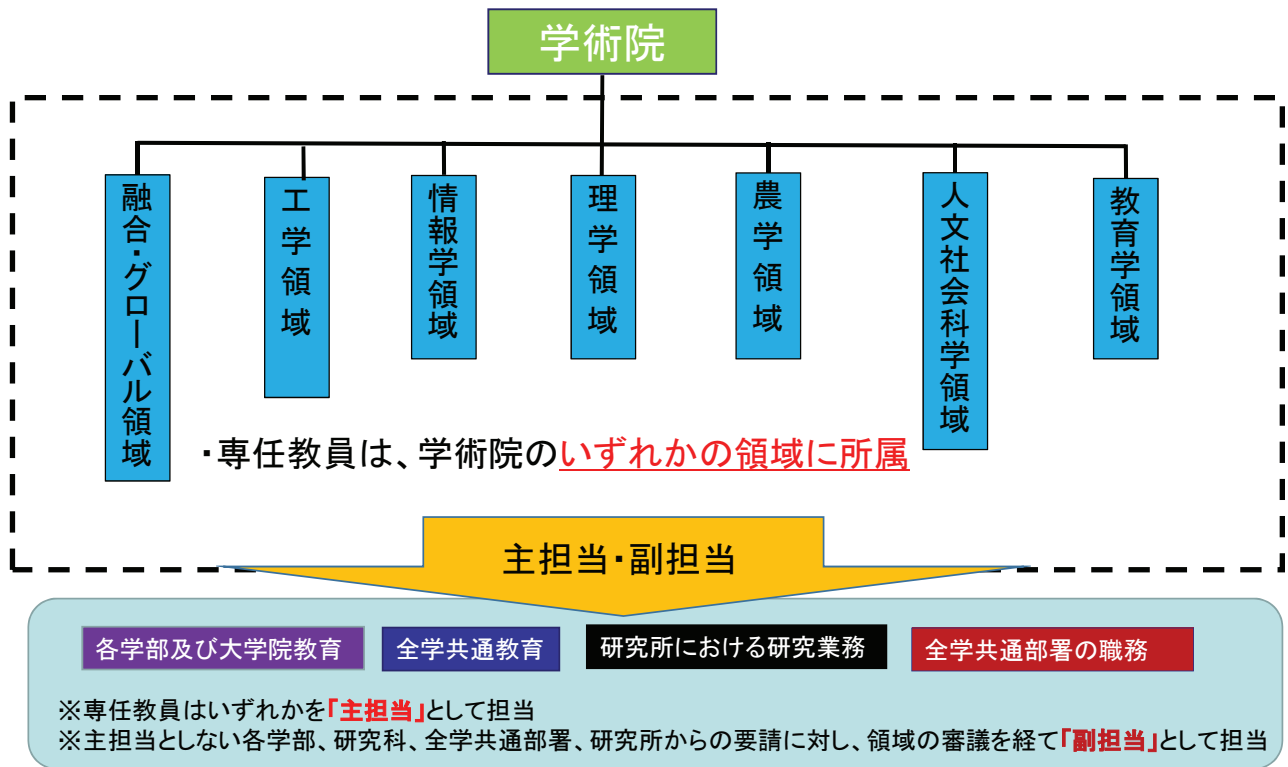 学術院
融合・グローバル領域
工学領域
情報学領域
理学領域
農学領域
人文社会科学領域
教育学領域
・専任教員は、学術院のいずれかの領域に所属
主担当・副担当
各学部及び大学院教育
全学共通教育
研究所における研究業務
全学共通部署の職務
※専任教員はいずれかを「主担当」として担当
※主担当としない各学部、研究科、全学共通部署、研究所からの要請に対し、領域の審議を経て「副担当」として担当